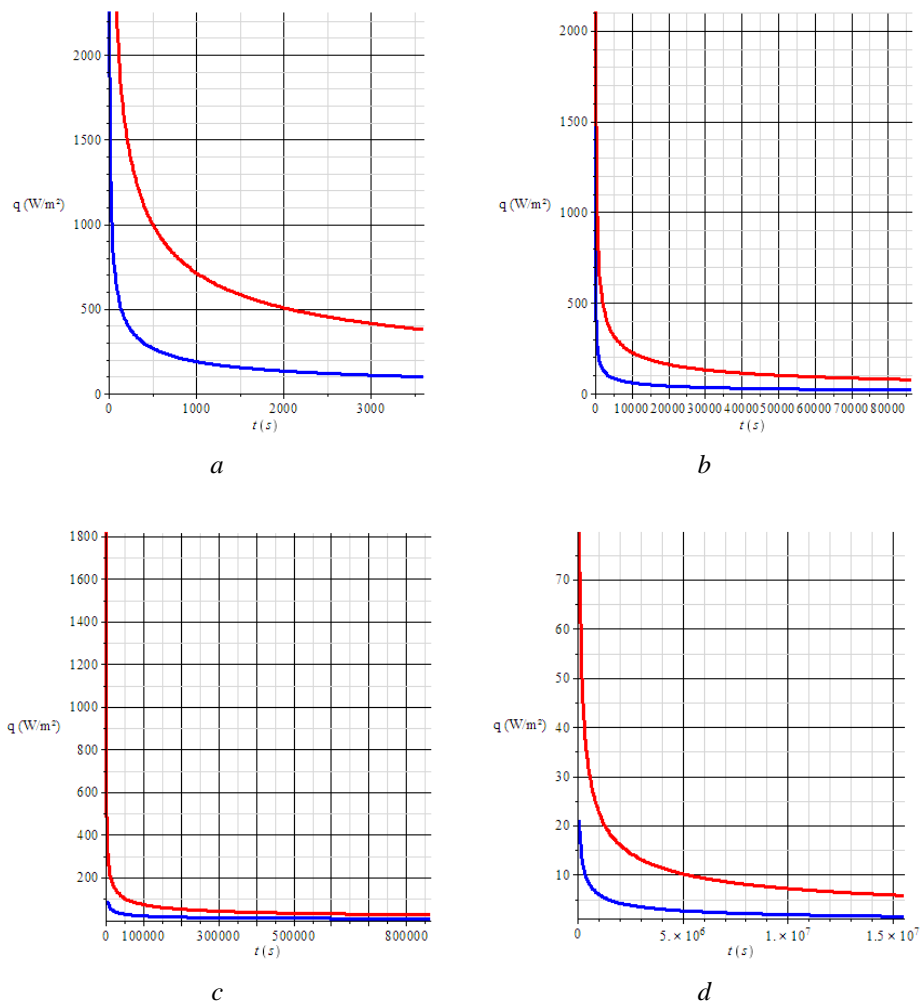 2000
1500
q (W/m²)
1000
500
0
0 1000 2000 3000
t (s)
a
2000
1500
q (W/m²)
1000
500
0
0 10000 20000 30000 40000 50000 60000 70000 80000
t (s)
b
1800
1600
1400
1200
1000
q (W/m²)
800
600
400
200
0 100000 300000 500000 800000
t (s)
c
70
60
50
q (W/m²)
40
30
20
10
0 5. × 10⁶ 1. × 10⁷ 1.5 × 10⁷
t (s)
d